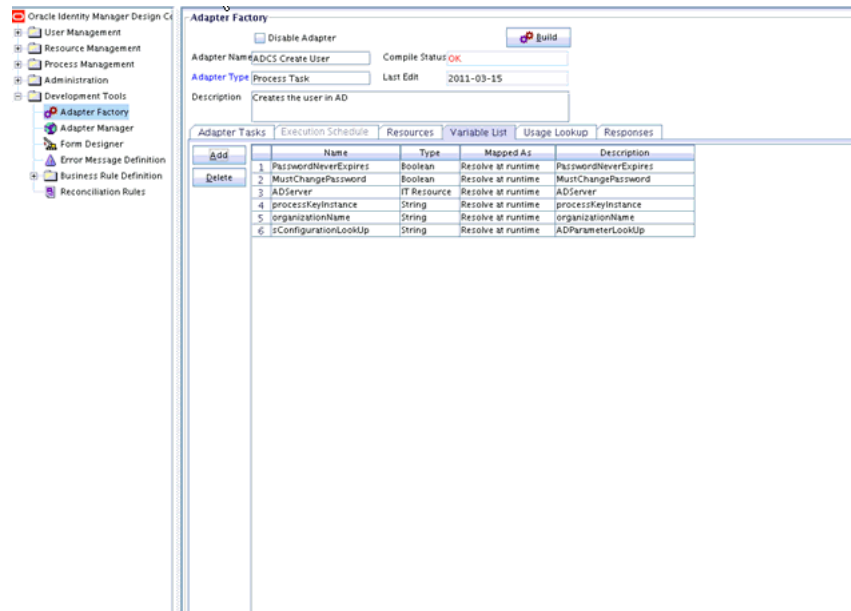 Oracle Identity Manager Design Co
User Management
Resource Management
Process Management
Administration
Development Tools
Adapter Factory
Adapter Manager
Form Designer
Error Message Definition
Business Rule Definition
Reconciliation Rules
Adapter Factory
Disable Adapter
Build
Adapter Name ADCS Create User Compile Status OK
Adapter Type Process Task Last Edit 2011-03-15
Description Creates the user in AD
Adapter Tasks Execution Schedule Resources Variable List Usage Lookup Responses
Add
Delete
Name Type Mapped As Description
1 PasswordNeverExpires Boolean Resolve at runtime PasswordNeverExpires
2 MustChangePassword Boolean Resolve at runtime MustChangePassword
3 ADServer IT Resource Resolve at runtime ADServer
4 processKeyInstance String Resolve at runtime processKeyInstance
5 organizationName String Resolve at runtime organizationName
6 sConfigurationLookUp String Resolve at runtime ADParameterLookUp